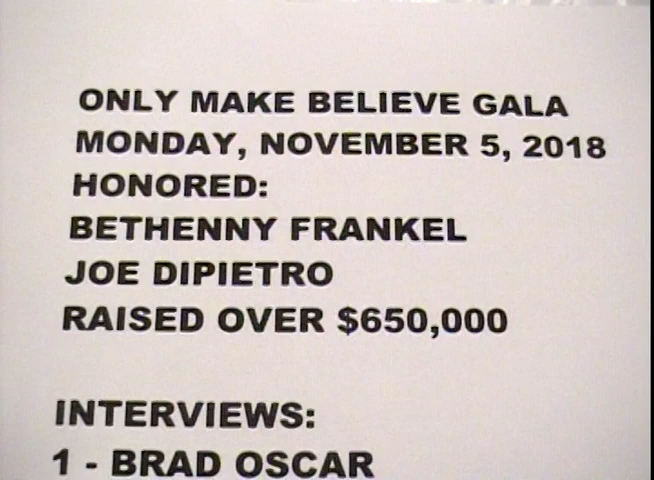 ONLY MAKE BELIEVE GALA
MONDAY, NOVEMBER 5, 2018
HONORED:
BETHENNY FRANKEL
JOE DIPIETRO
RAISED OVER $650,000
INTERVIEWS:
1 - BRAD OSCAR